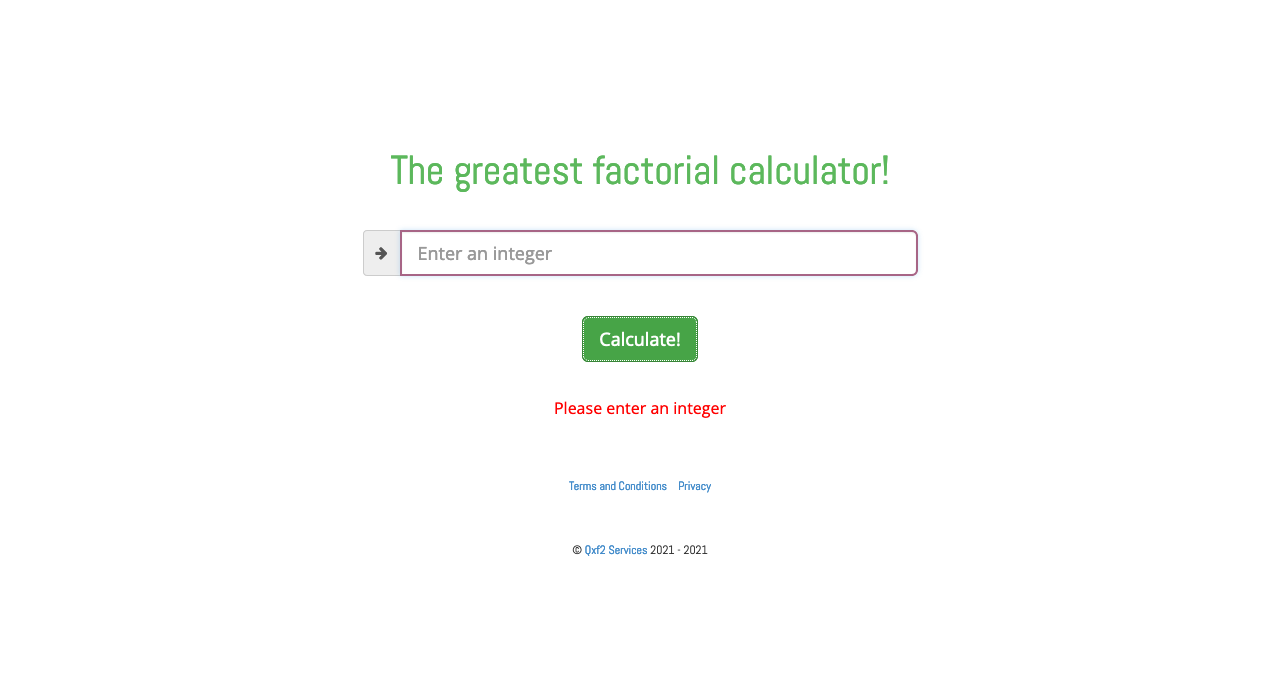 The greatest factorial calculator!
Enter an integer
Calculate!
Please enter an integer
Terms and Conditions Privacy
© Qxf2 Services 2021 - 2021